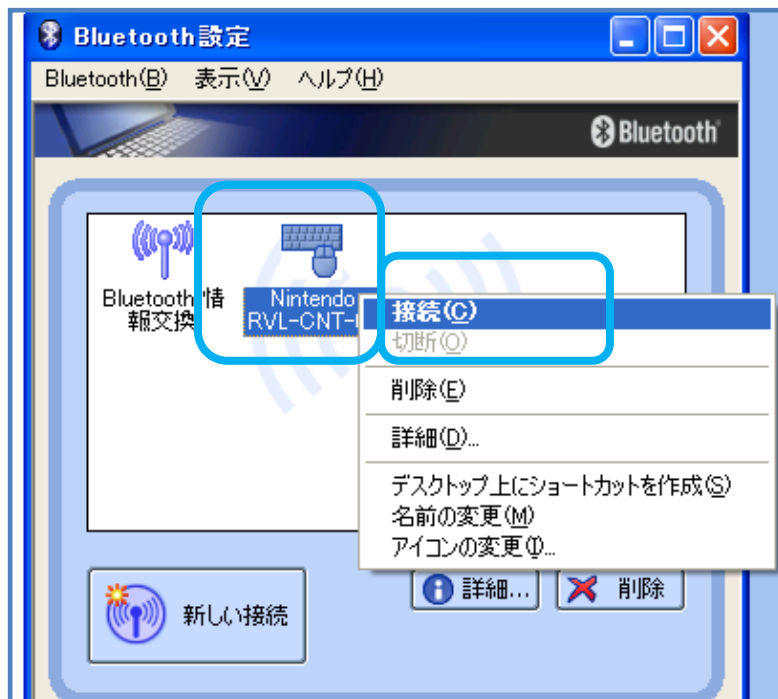 Bluetooth設定
Bluetooth(B) 表示(V) ヘルプ(H)
Bluetooth
Bluetooth情
報交換
Nintendo
RVL-CNT-
接続(C)
切断(O)
削除(E)
詳細(D)...
デスクトップ上にショートカットを作成(S)
名前の変更(M)
アイコンの変更(I)...
新しい接続
詳細...
削除